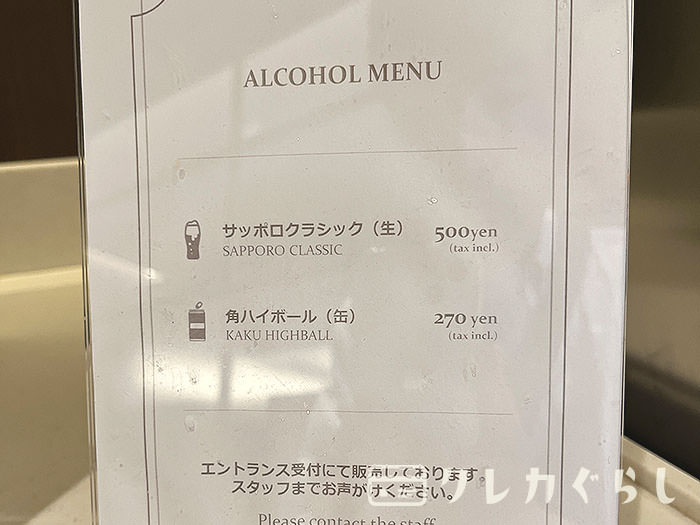 ALCOHOL MENU
サッポロクラシック（生） 500yen
SAPPORO CLASSIC (tax incl.)
角ハイボール（缶） 270 yen
KAKU HIGHBALL (tax incl.)
エントランス受付にて販売しております。
スタッフまでお声がけください。
Please contact the staff
クレカぐらし